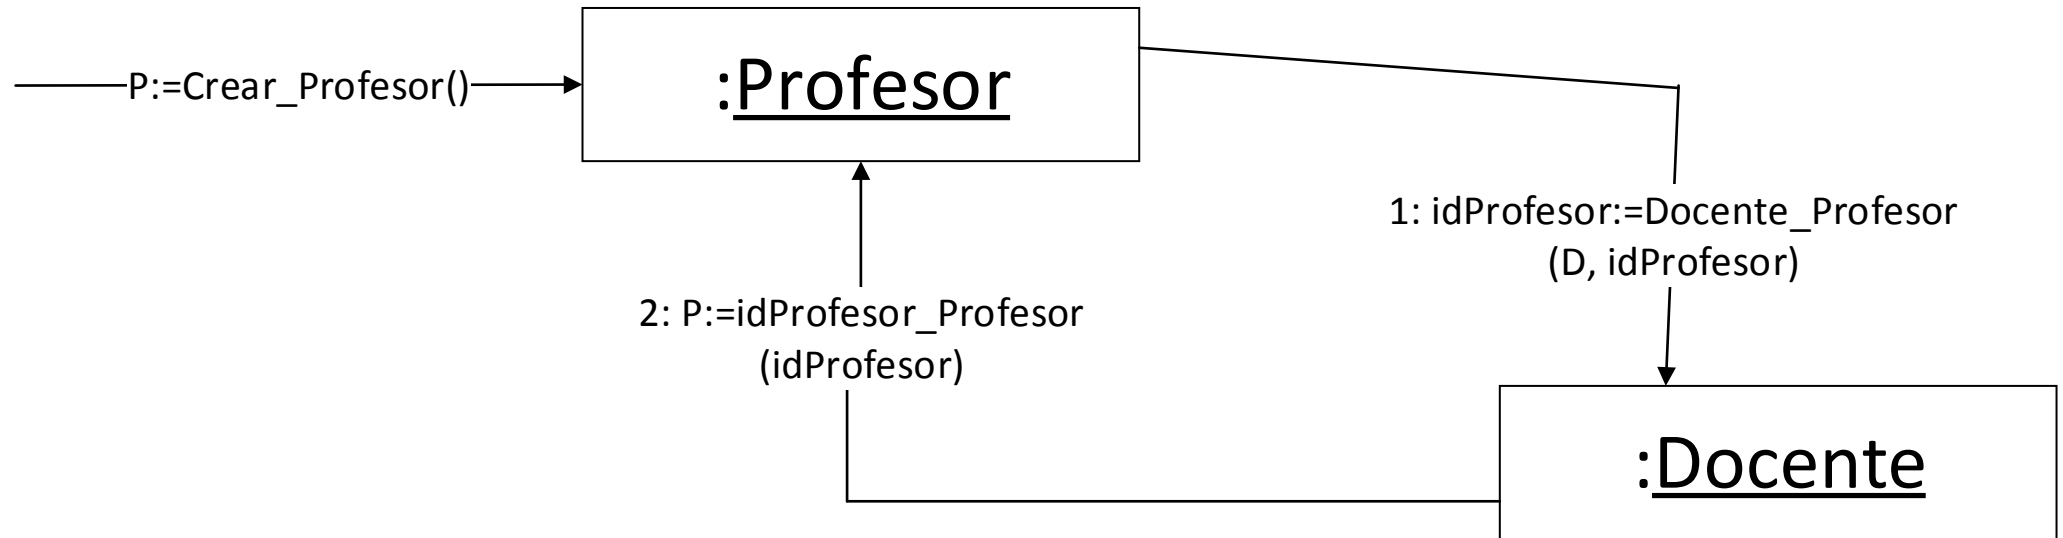 P:=Crear_Profesor()
:Profesor
1: idProfesor:=Docente_Profesor
(D, idProfesor)
2: P:=idProfesor_Profesor
(idProfesor)
:Docente